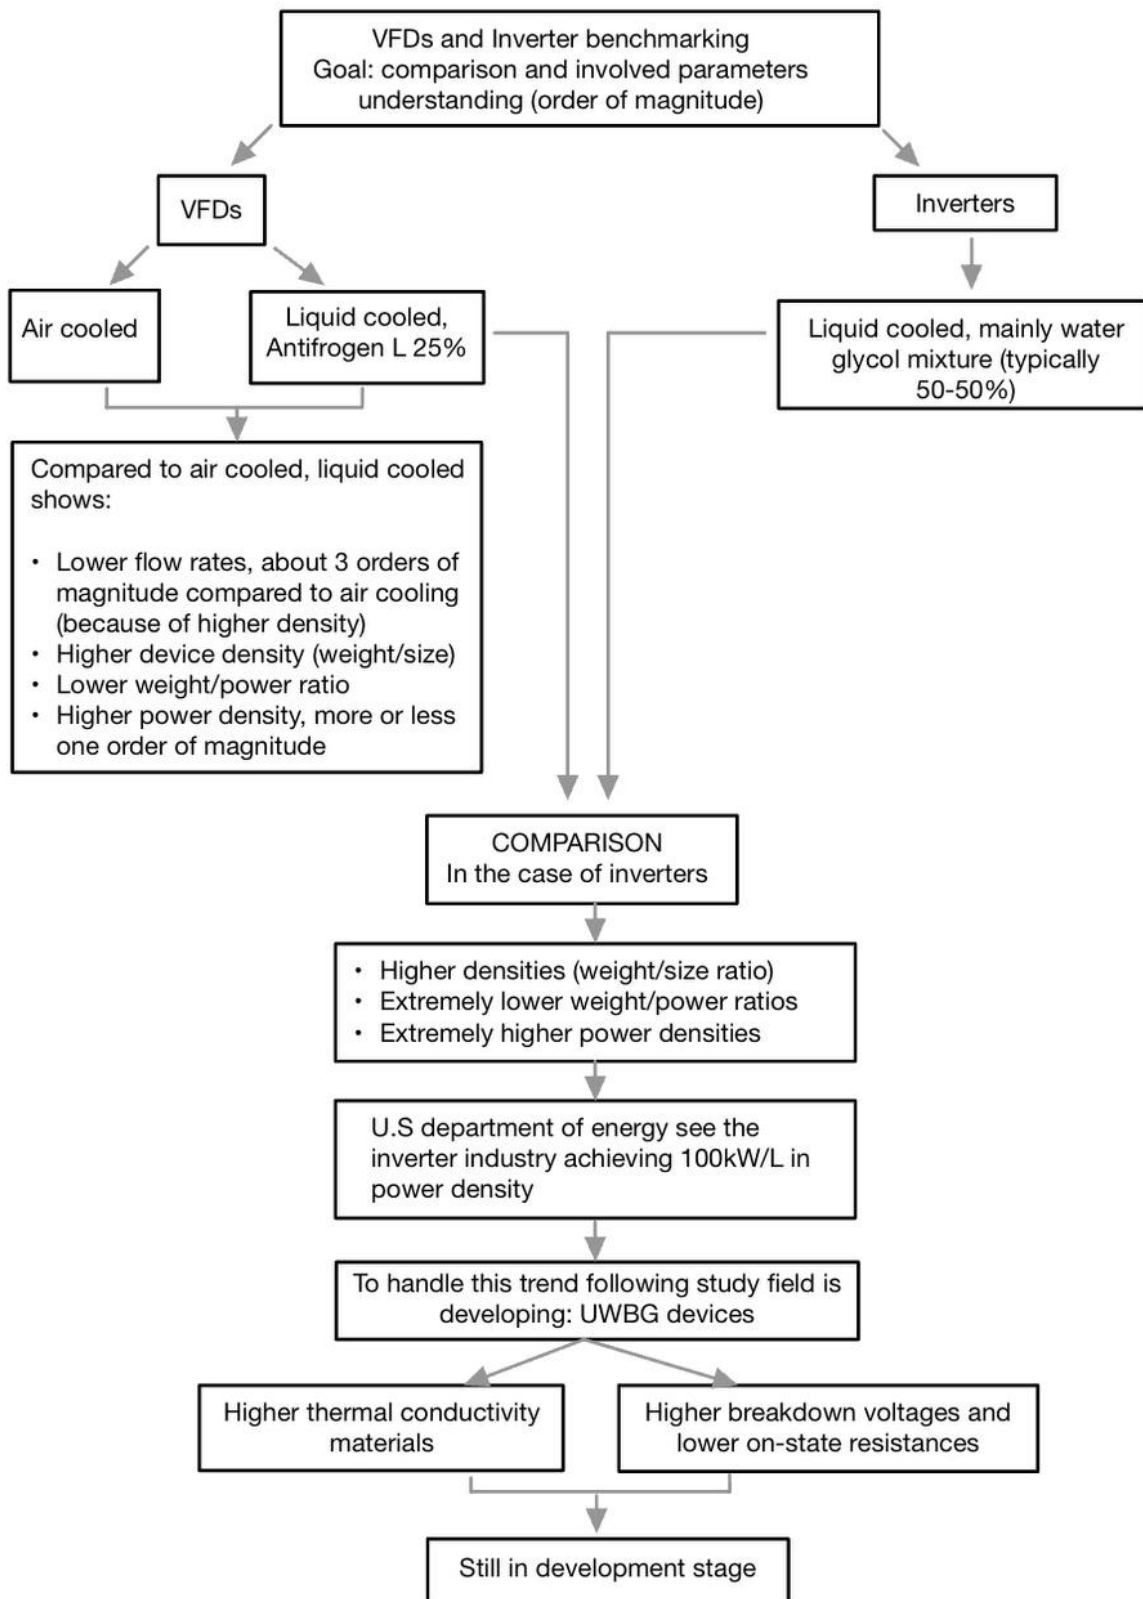 VFDs and Inverter benchmarking
Goal: comparison and involved parameters
understanding (order of magnitude)
VFDs
Inverters
Air cooled
Liquid cooled,
Antifrogen L 25%
Liquid cooled, mainly water
glycol mixture (typically
50-50%)
Compared to air cooled, liquid cooled
shows:
• Lower flow rates, about 3 orders of
magnitude compared to air cooling
(because of higher density)
• Higher device density (weight/size)
• Lower weight/power ratio
• Higher power density, more or less
one order of magnitude
COMPARISON
In the case of inverters
• Higher densities (weight/size ratio)
• Extremely lower weight/power ratios
• Extremely higher power densities
U.S department of energy see the
inverter industry achieving 100kW/L in
power density
To handle this trend following study field is
developing: UWBG devices
Higher thermal conductivity
materials
Higher breakdown voltages and
lower on-state resistances
Still in development stage